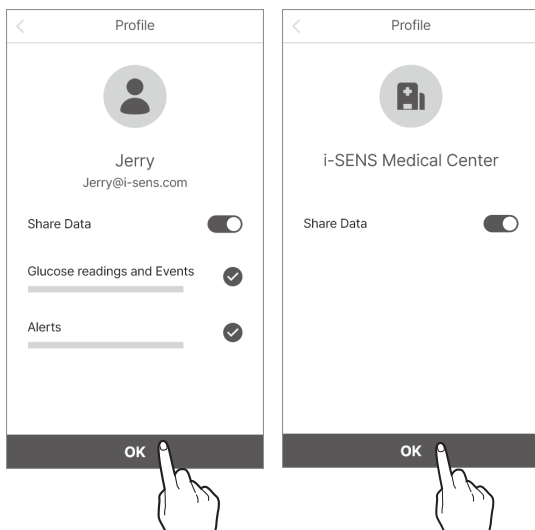 Profile
Jerry
Jerry@i-sens.com
Share Data
Glucose readings and Events
Alerts
OK
Profile
i-SENS Medical Center
Share Data
OK